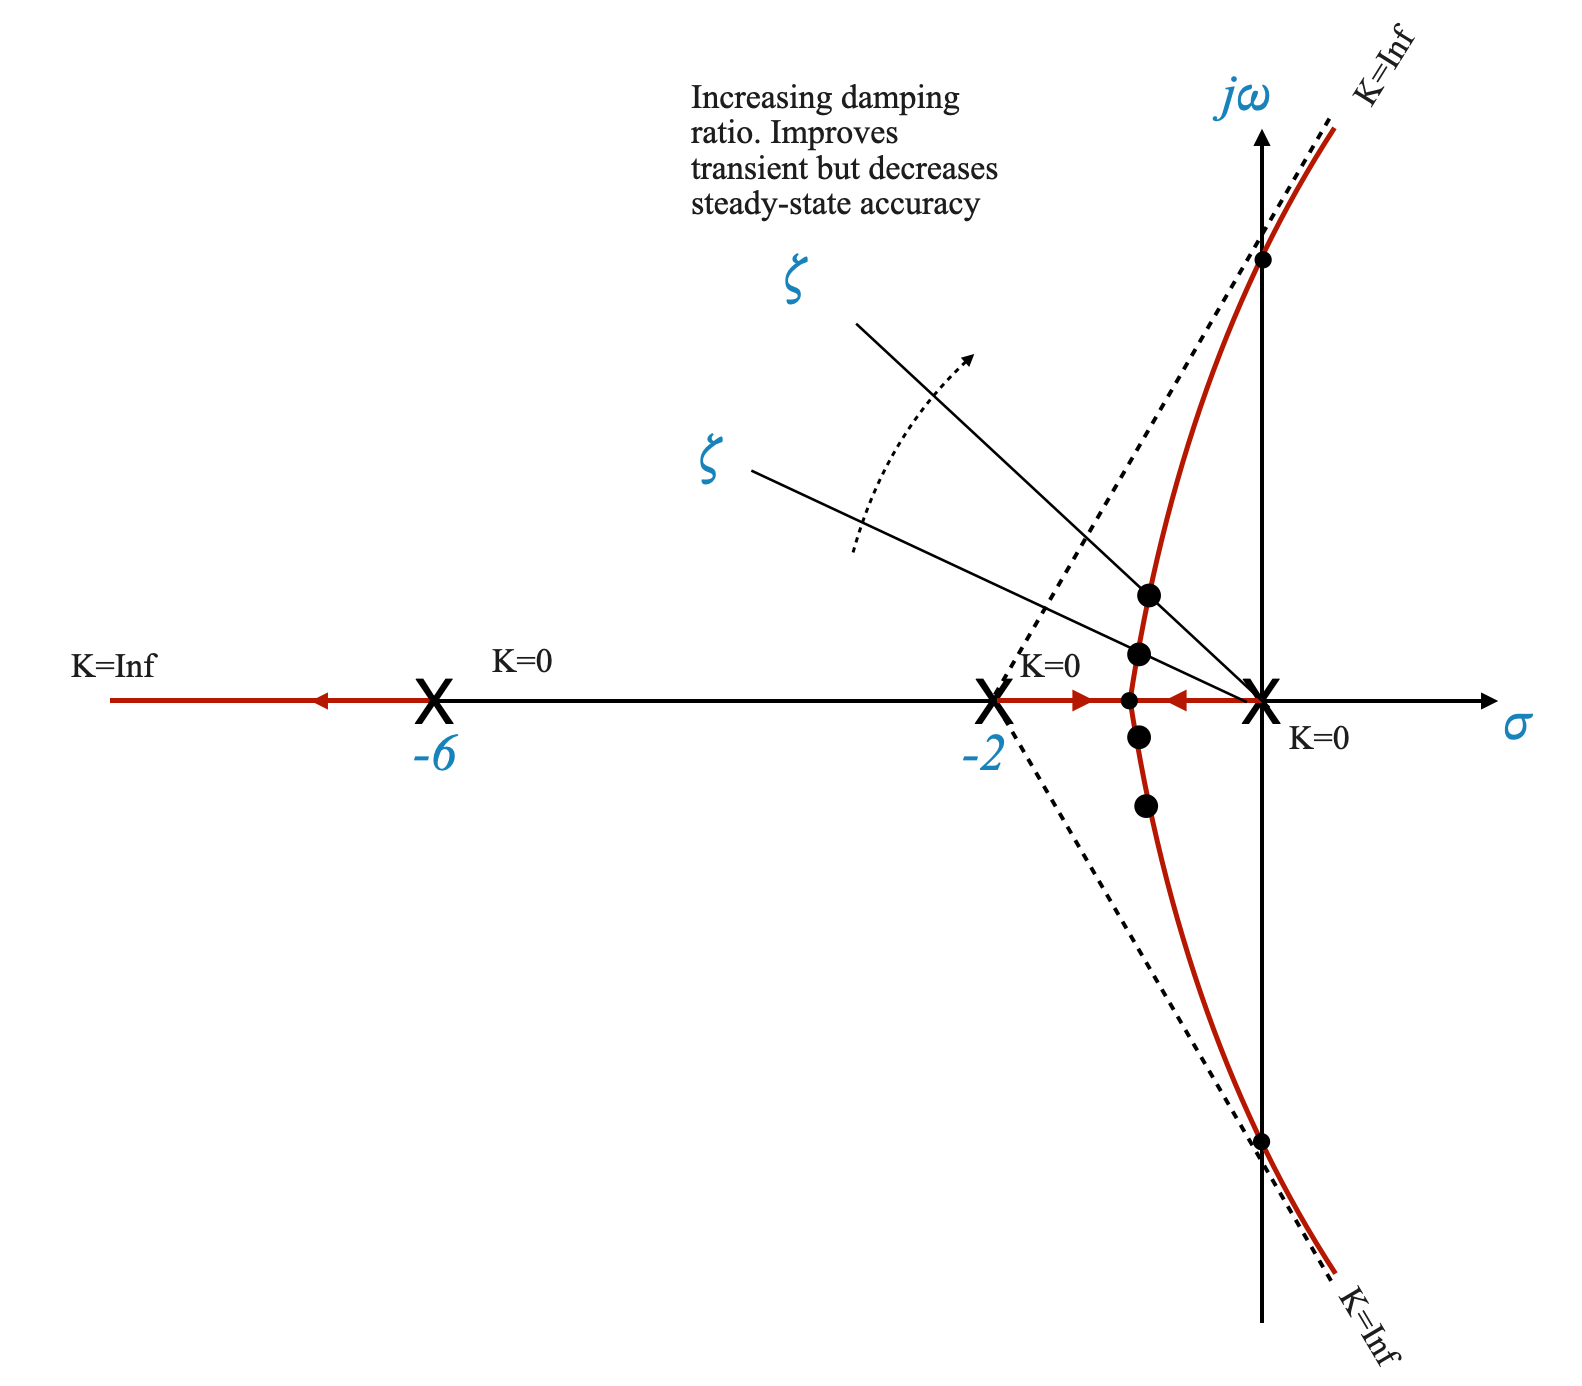 K=Inf
jω
Increasing damping
ratio. Improves
transient but decreases
steady-state accuracy
ζ
ζ
K=Inf
K=0
K=0
-6
-2
K=0
σ
K=Inf